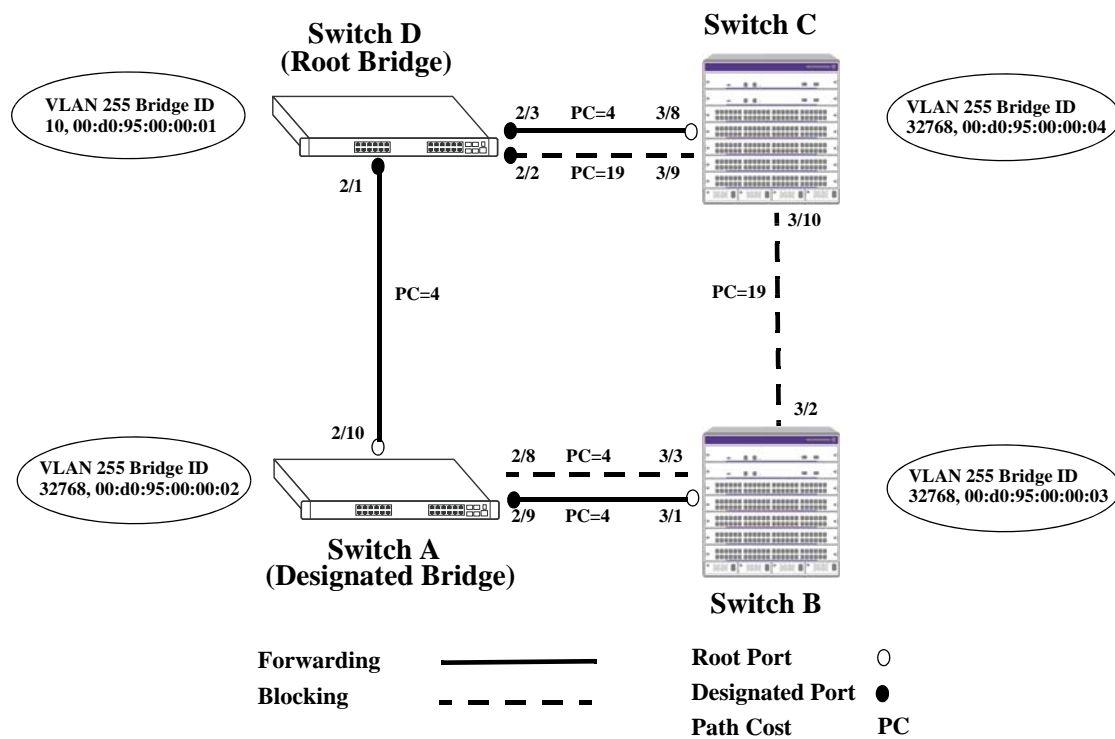 Switch D
(Root Bridge)
Switch C
VLAN 255 Bridge ID
10, 00:d0:95:00:00:01
2/3 PC=4 3/8
2/2 PC=19 3/9
VLAN 255 Bridge ID
32768, 00:d0:95:00:00:04
2/1
3/10
PC=4
PC=19
2/10
3/2
VLAN 255 Bridge ID
32768, 00:d0:95:00:00:02
2/8 PC=4 3/3
2/9 PC=4 3/1
VLAN 255 Bridge ID
32768, 00:d0:95:00:00:03
Switch A
(Designated Bridge)
Switch B
Forwarding
Blocking
Root Port
Designated Port
Path Cost PC